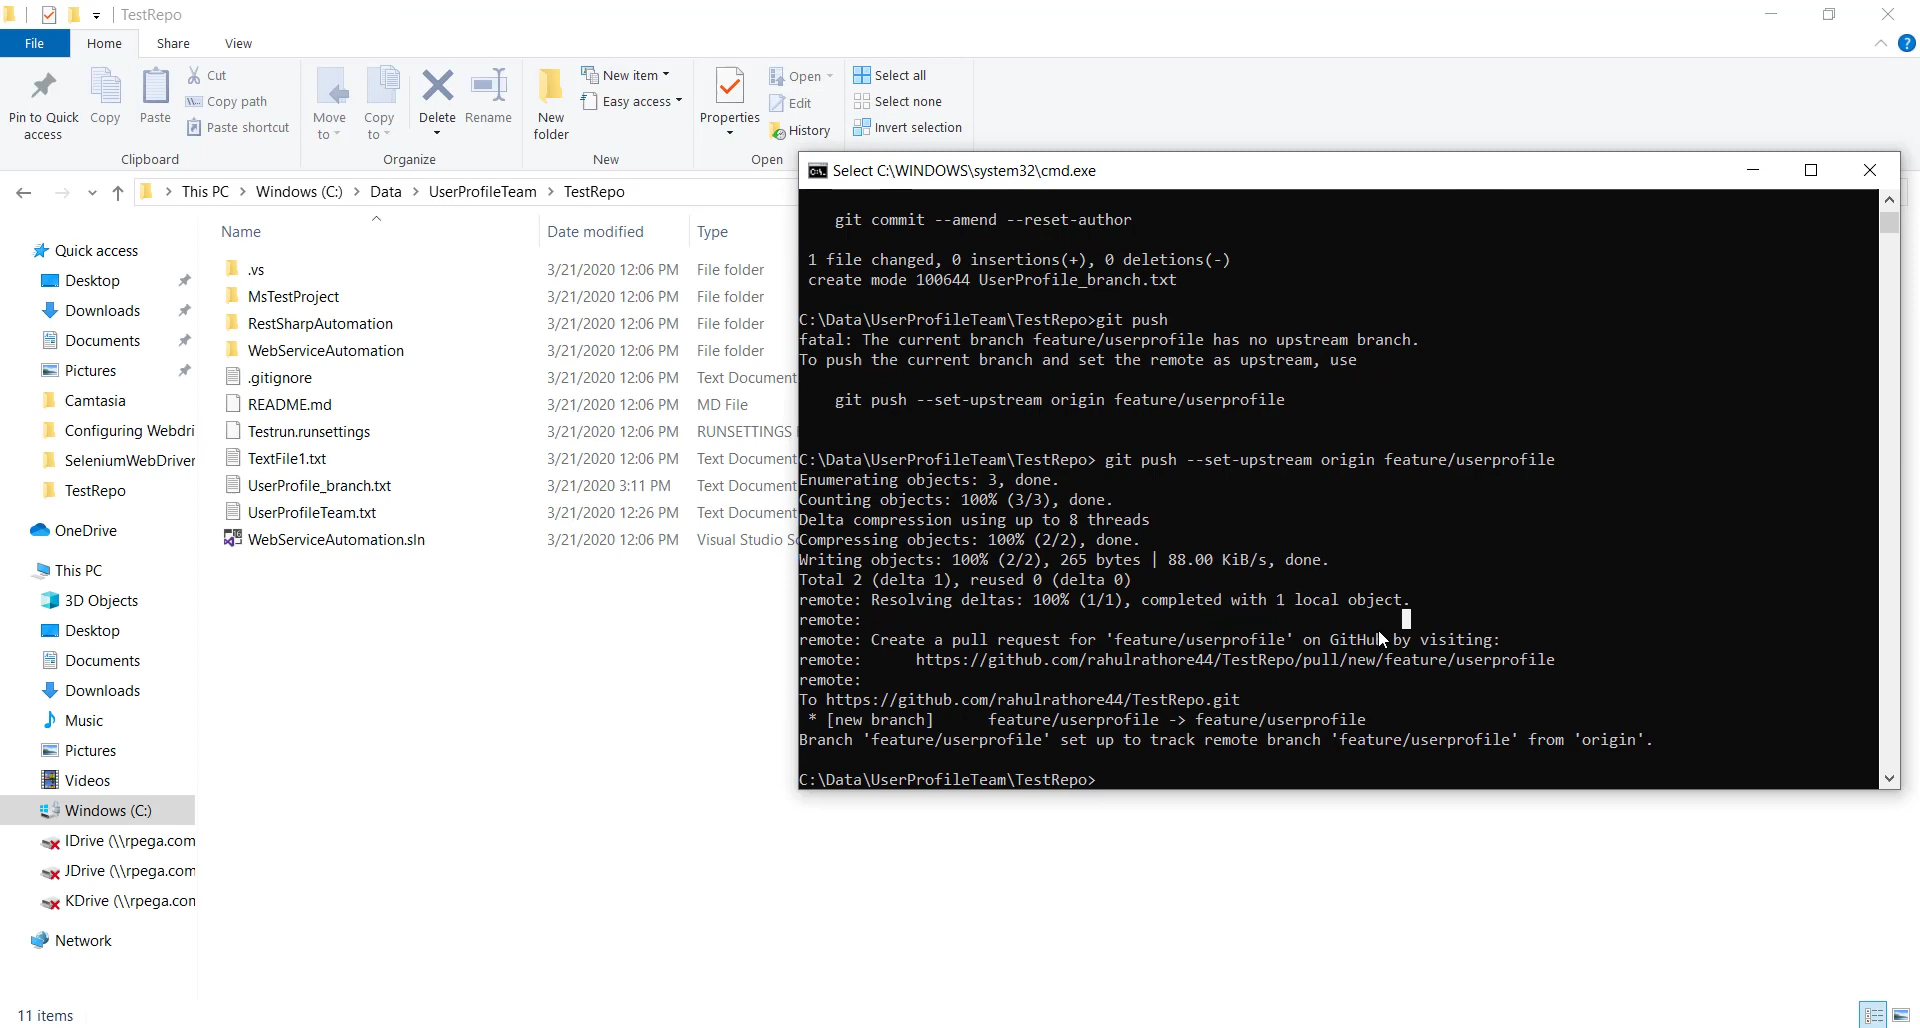 TestRepo
File Home Share View
Pin to Quick access
Copy
Paste
Cut
Copy path
Paste shortcut
Clipboard
Move to
Copy to
Delete
Rename
Organize
New folder
New item
Easy access
New
Properties
Open
Edit
History
Open
Select all
Select none
Invert selection
This PC > Windows (C:) > Data > UserProfileTeam > TestRepo
Quick access
Desktop
Downloads
Documents
Pictures
Camtasia
Configuring Webdri
SeleniumWebDriver
TestRepo
OneDrive
This PC
3D Objects
Desktop
Documents
Downloads
Music
Pictures
Videos
Windows (C:)
IDrive (\\rpega.com
JDrive (\\rpega.com
KDrive (\\rpega.con
Network
Name Date modified Type
.vs 3/21/2020 12:06 PM File folder
MsTestProject 3/21/2020 12:06 PM File folder
RestSharpAutomation 3/21/2020 12:06 PM File folder
WebServiceAutomation 3/21/2020 12:06 PM File folder
.gitignore 3/21/2020 12:06 PM Text Document
README.md 3/21/2020 12:06 PM MD File
Testrun.runsettings 3/21/2020 12:06 PM RUNSETTINGS
TextFile1.txt 3/21/2020 12:06 PM Text Document
UserProfile_branch.txt 3/21/2020 3:11 PM Text Document
UserProfileTeam.txt 3/21/2020 12:26 PM Text Document
WebServiceAutomation.sln 3/21/2020 12:06 PM Visual Studio So
Select C:\WINDOWS\system32\cmd.exe
git commit --amend --reset-author
1 file changed, 0 insertions(+), 0 deletions(-)
create mode 100644 UserProfile_branch.txt
C:\Data\UserProfileTeam\TestRepo>git push
fatal: The current branch feature/userprofile has no upstream branch.
To push the current branch and set the remote as upstream, use
git push --set-upstream origin feature/userprofile
C:\Data\UserProfileTeam\TestRepo> git push --set-upstream origin feature/userprofile
Enumerating objects: 3, done.
Counting objects: 100% (3/3), done.
Delta compression using up to 8 threads
Compressing objects: 100% (2/2), done.
Writing objects: 100% (2/2), 265 bytes | 88.00 KiB/s, done.
Total 2 (delta 1), reused 0 (delta 0)
remote: Resolving deltas: 100% (1/1), completed with 1 local object.
remote:
remote: Create a pull request for 'feature/userprofile' on GitHub by visiting:
remote: https://github.com/rahulrathore44/TestRepo/pull/new/feature/userprofile
remote:
To https://github.com/rahulrathore44/TestRepo.git
* [new branch] feature/userprofile -> feature/userprofile
Branch 'feature/userprofile' set up to track remote branch 'feature/userprofile' from 'origin'.
C:\Data\UserProfileTeam\TestRepo>
11 items